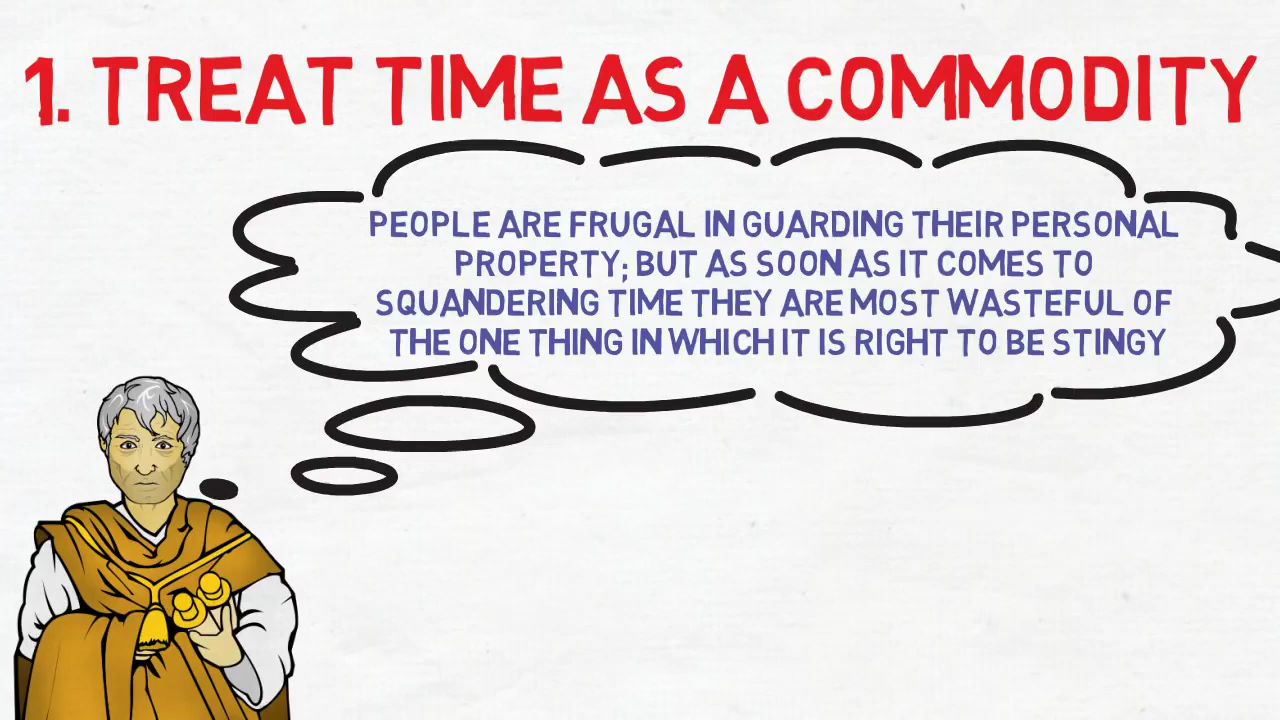 1. TREAT TIME AS A COMMODITY
PEOPLE ARE FRUGAL IN GUARDING THEIR PERSONAL
PROPERTY; BUT AS SOON AS IT COMES TO
SQUANDERING TIME THEY ARE MOST WASTEFUL OF
THE ONE THING IN WHICH IT IS RIGHT TO BE STINGY